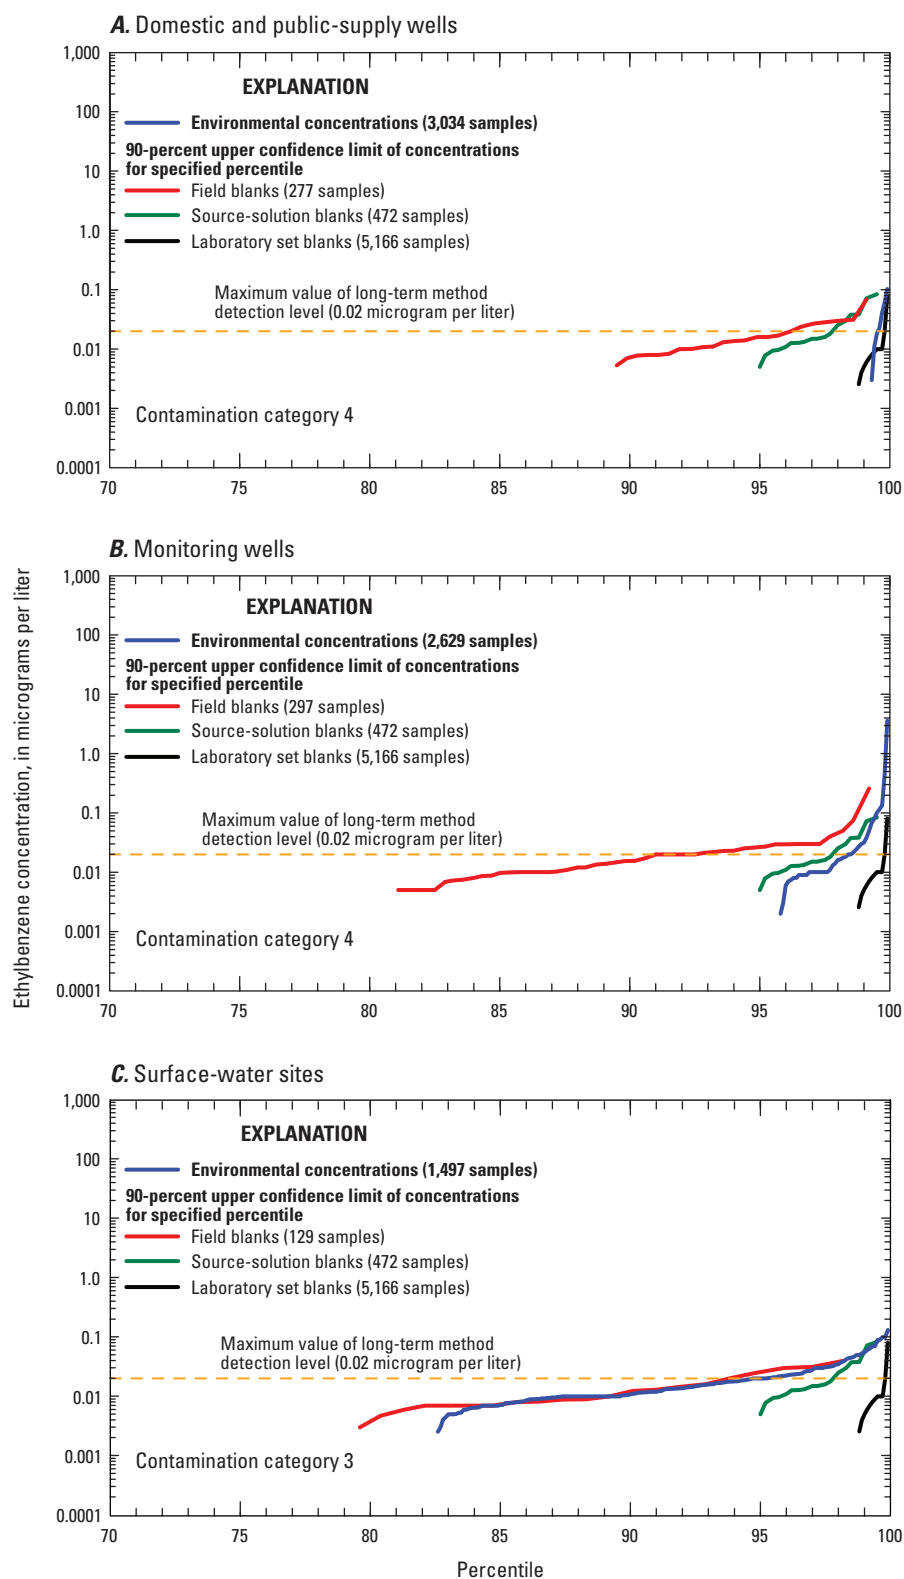 A. Domestic and public-supply wells
1,000
100
10
1.0
0.1
0.01
0.001
0.0001
EXPLANATION
Environmental concentrations (3,034 samples)
90-percent upper confidence limit of concentrations
for specified percentile
Field blanks (277 samples)
Source-solution blanks (472 samples)
Laboratory set blanks (5,166 samples)
Maximum value of long-term method
detection level (0.02 microgram per liter)
Contamination category 4
70 75 80 85 90 95 100
Ethylbenzene concentration, in micrograms per liter
B. Monitoring wells
1,000
100
10
1.0
0.1
0.01
0.001
0.0001
EXPLANATION
Environmental concentrations (2,629 samples)
90-percent upper confidence limit of concentrations
for specified percentile
Field blanks (297 samples)
Source-solution blanks (472 samples)
Laboratory set blanks (5,166 samples)
Maximum value of long-term method
detection level (0.02 microgram per liter)
Contamination category 4
70 75 80 85 90 95 100
C. Surface-water sites
1,000
100
10
1.0
0.1
0.01
0.001
0.0001
EXPLANATION
Environmental concentrations (1,497 samples)
90-percent upper confidence limit of concentrations
for specified percentile
Field blanks (129 samples)
Source-solution blanks (472 samples)
Laboratory set blanks (5,166 samples)
Maximum value of long-term method
detection level (0.02 microgram per liter)
Contamination category 3
70 75 80 85 90 95 100
Percentile